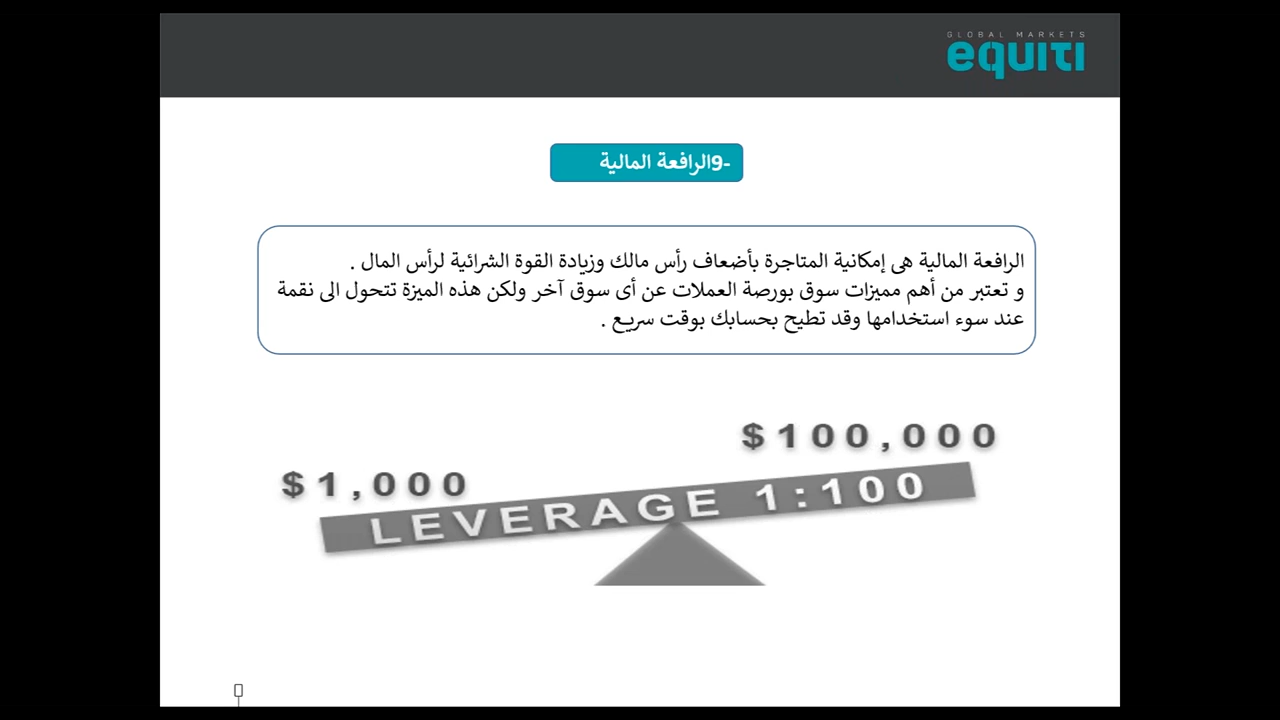 GLOBAL MARKETS
equiti
9-الرافعة المالية
الرافعة المالية هى إمكانية المتاجرة بأضعاف رأس مالك وزيادة القوة الشرائية لرأس المال .
و تعتبر من أهم مميزات سوق بورصة العملات عن أى سوق آخر ولكن هذه الميزة تتحول الى نقمة
عند سوء استخدامها وقد تطيح بحسابك بوقت سريع .
$100,000
$1,000
LEVERAGE 1:100